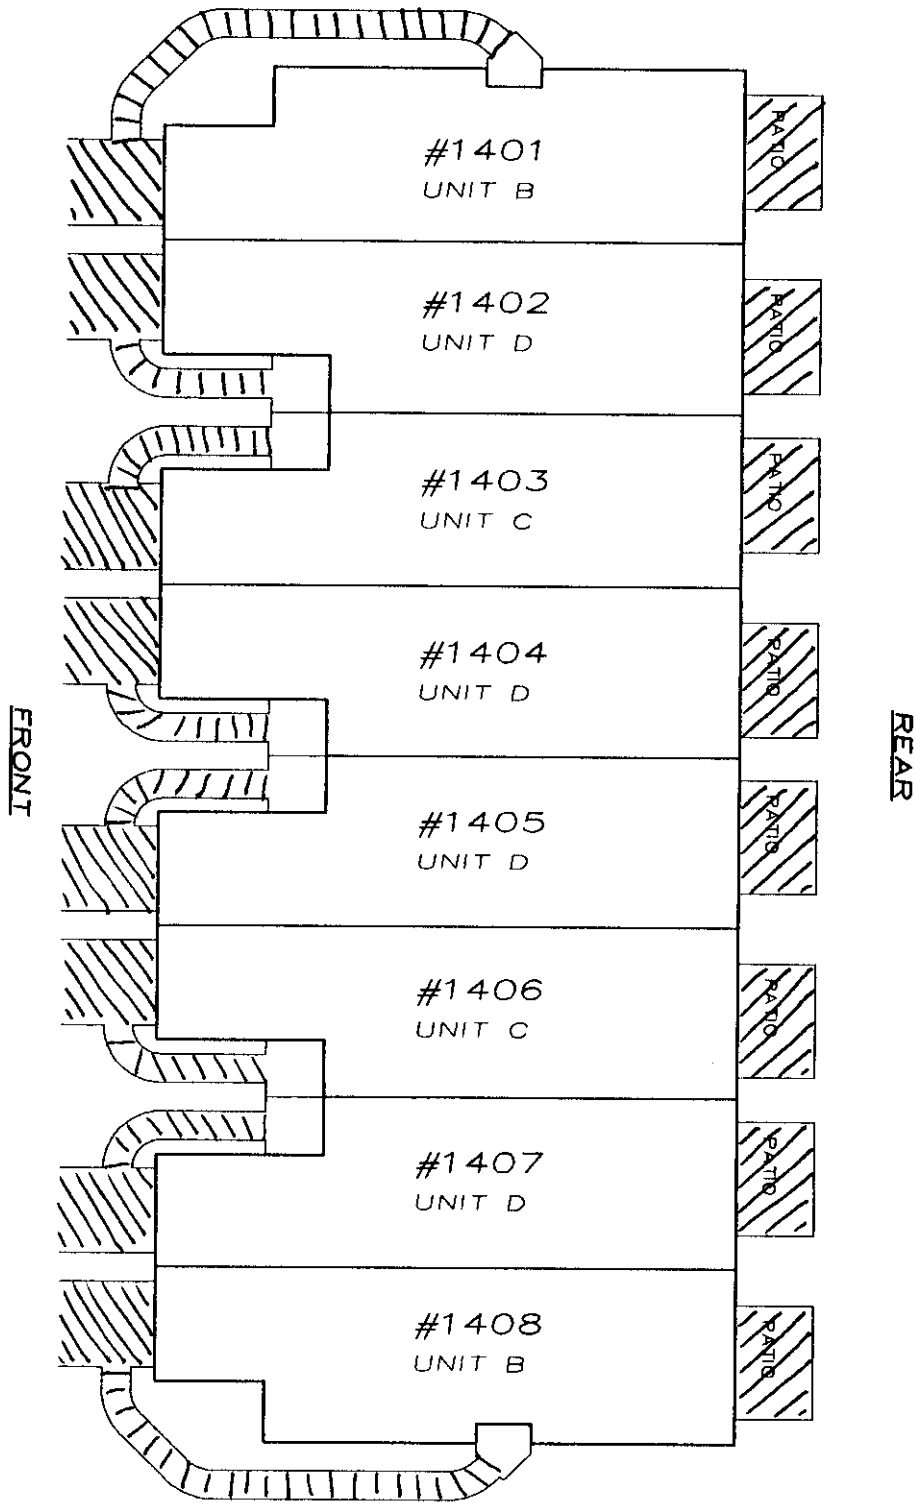 #1401
UNIT B
PATIO
#1402
UNIT D
PATIO
#1403
UNIT C
PATIO
#1404
UNIT D
PATIO
FRONT
REAR
#1405
UNIT D
PATIO
#1406
UNIT C
PATIO
#1407
UNIT D
PATIO
#1408
UNIT B
PATIO